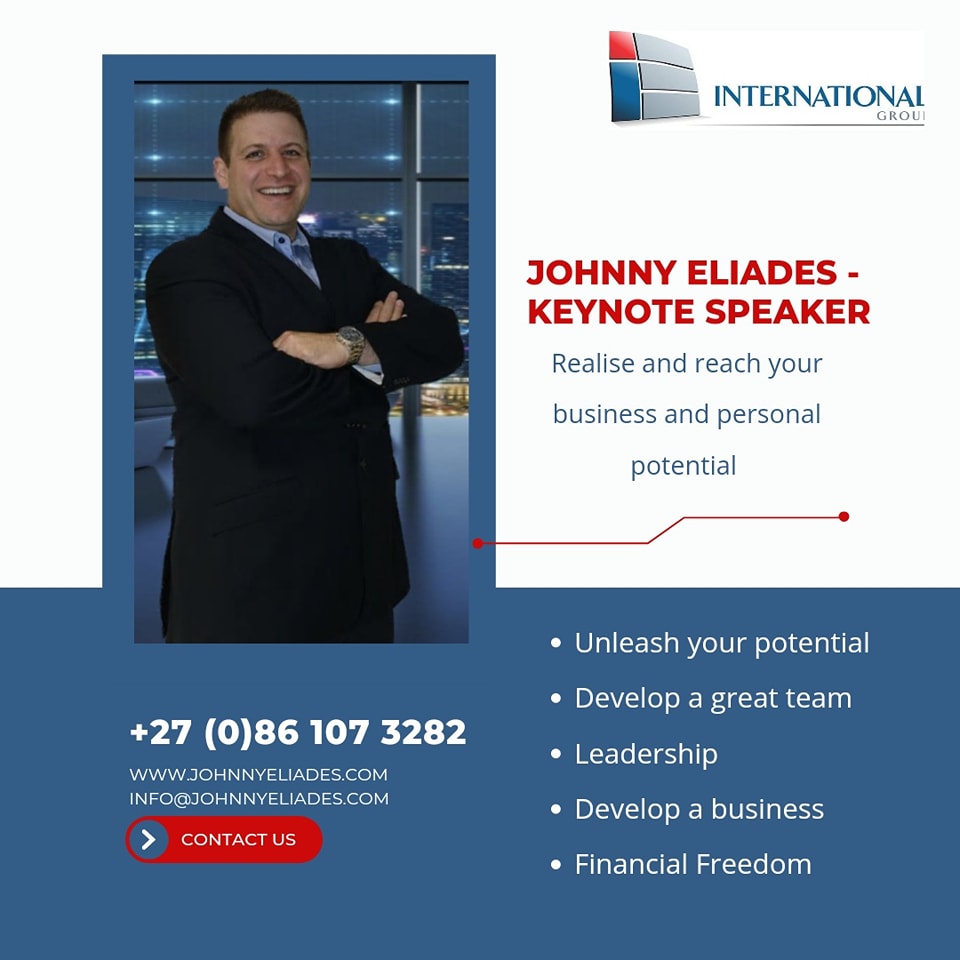 INTERNATIONAL
GROU
JOHNNY ELIADES -
KEYNOTE SPEAKER
Realise and reach your
business and personal
potential
Unleash your potential
Develop a great team
Leadership
Develop a business
Financial Freedom
+27 (0)86 107 3282
WWW.JOHNNYELIADES.COM
INFO@JOHNNYELIADES.COM
CONTACT US